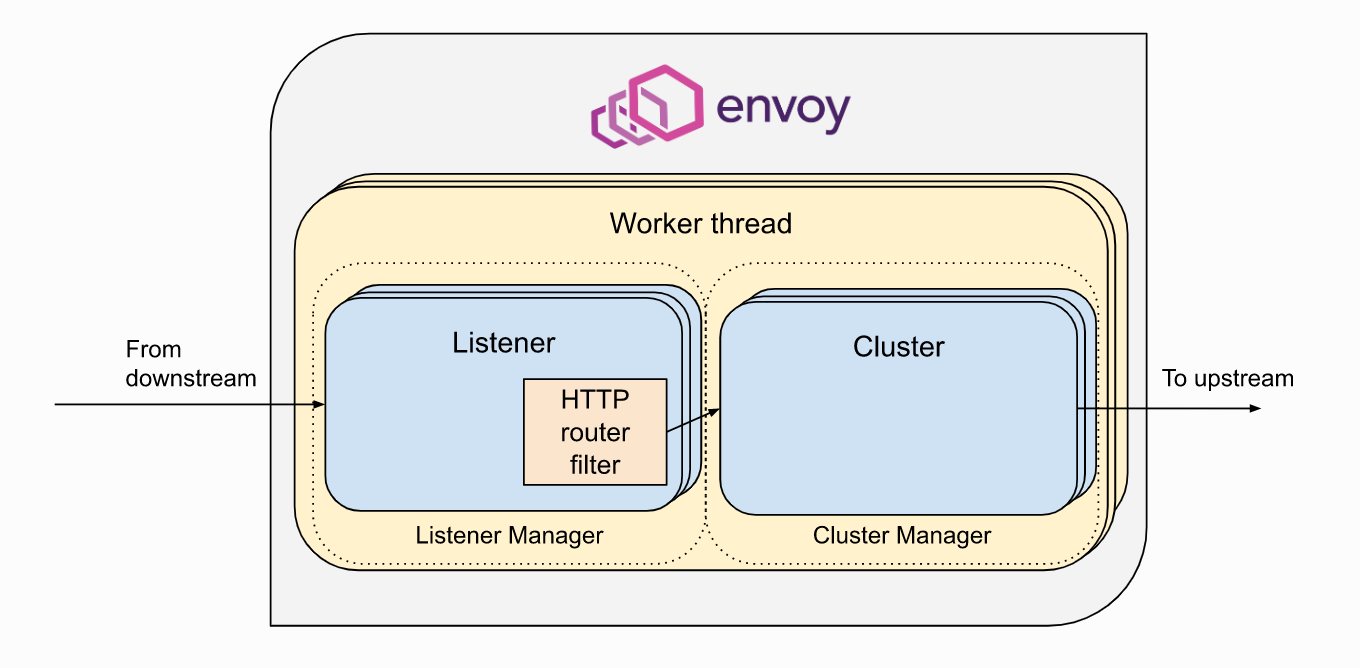 envoy
Worker thread
From
downstream
Listener
HTTP
router
filter
Listener Manager
Cluster
Cluster Manager
To upstream